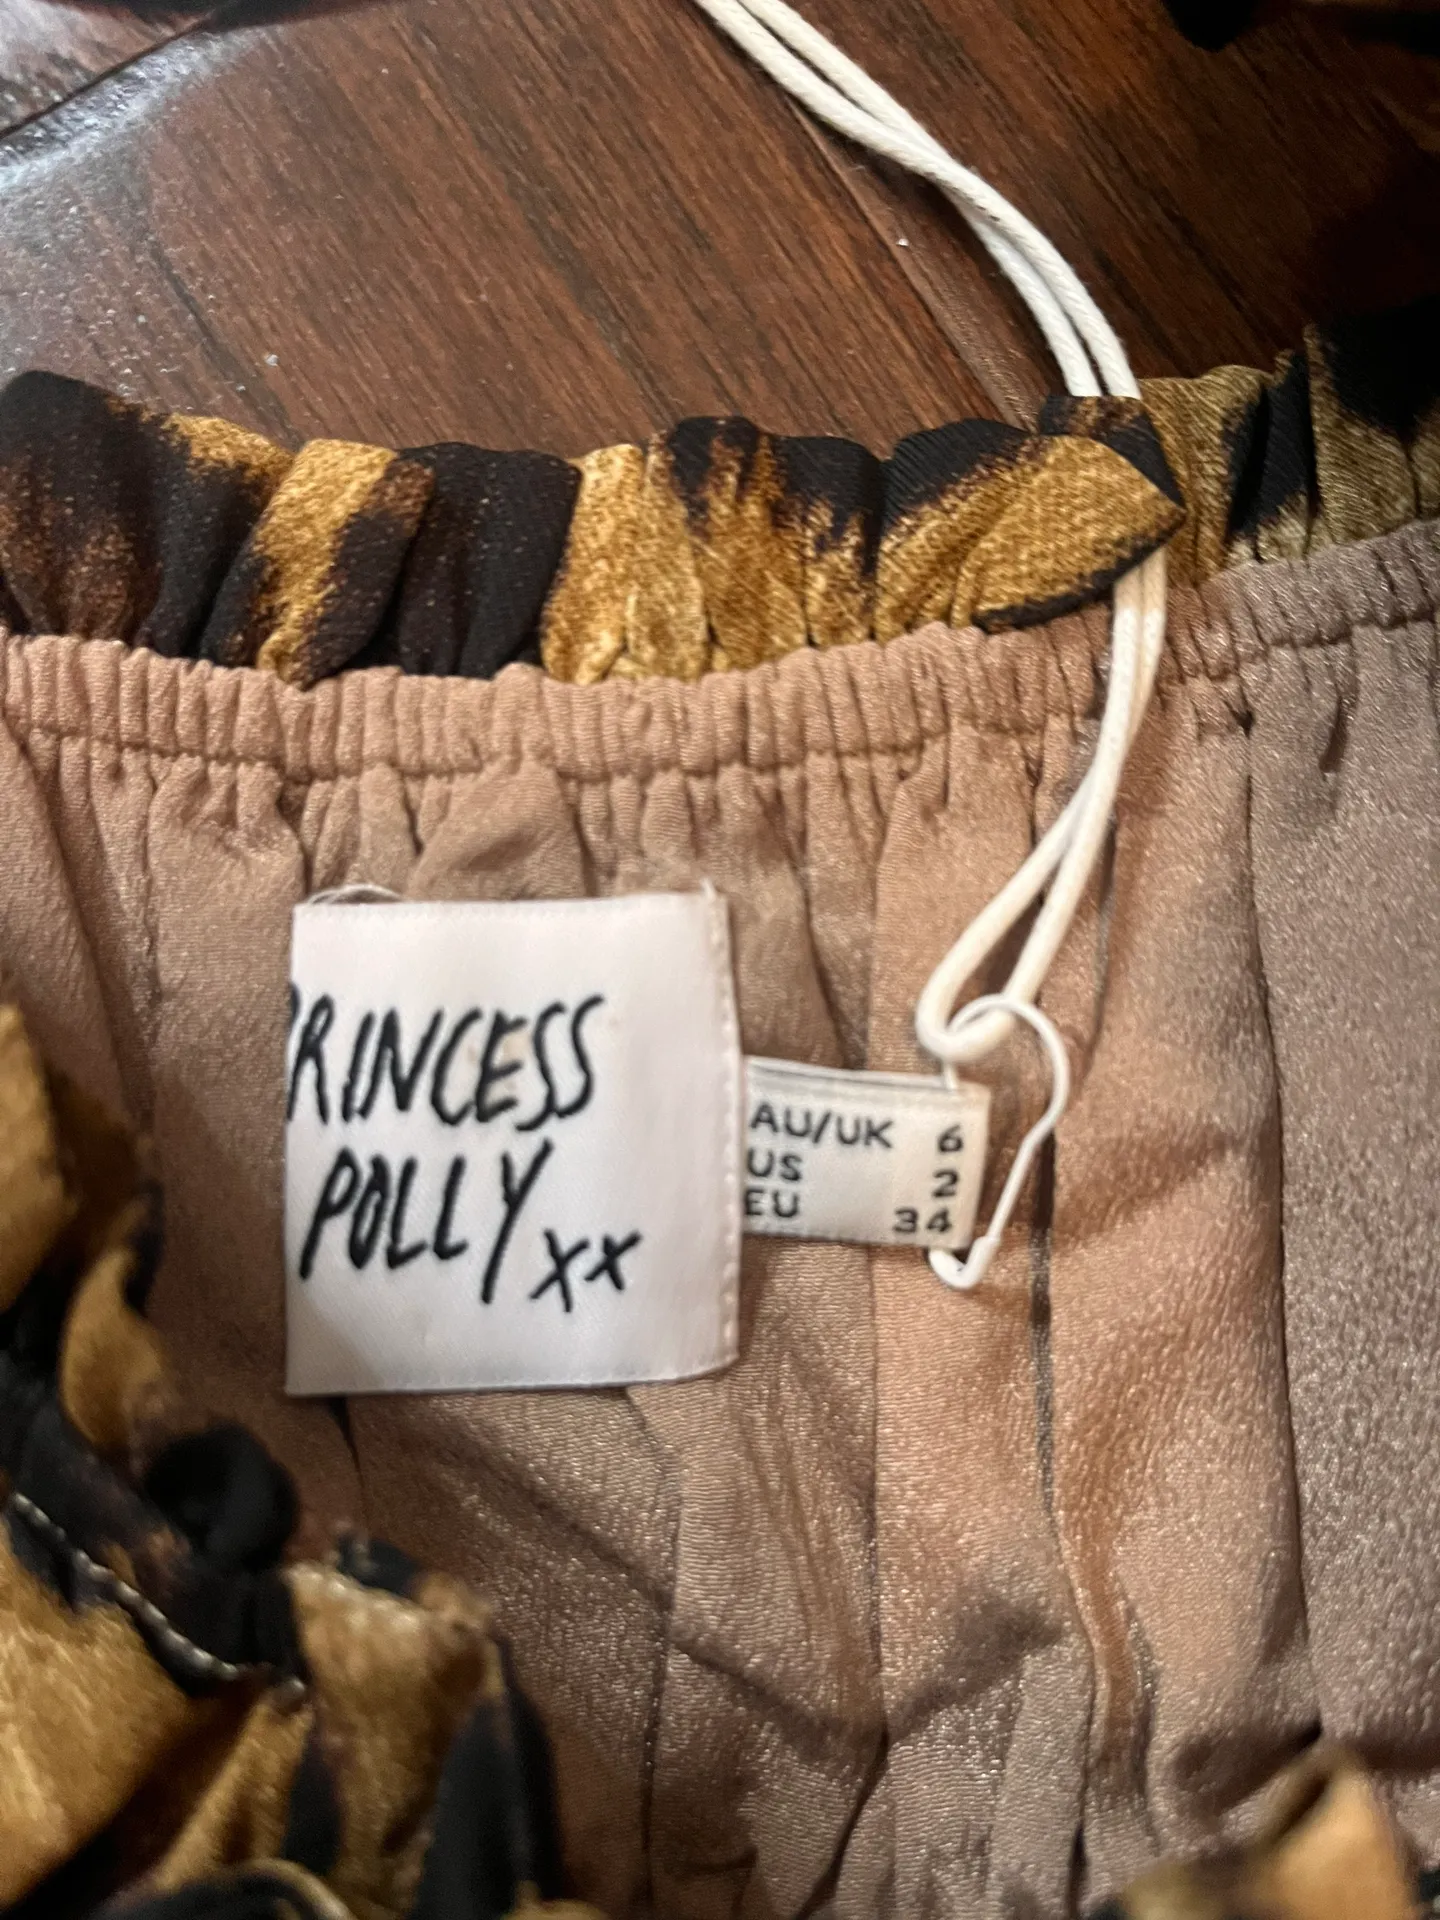 PRINCESS
POLLY xx
AU/UK 6
US 2
EU 34